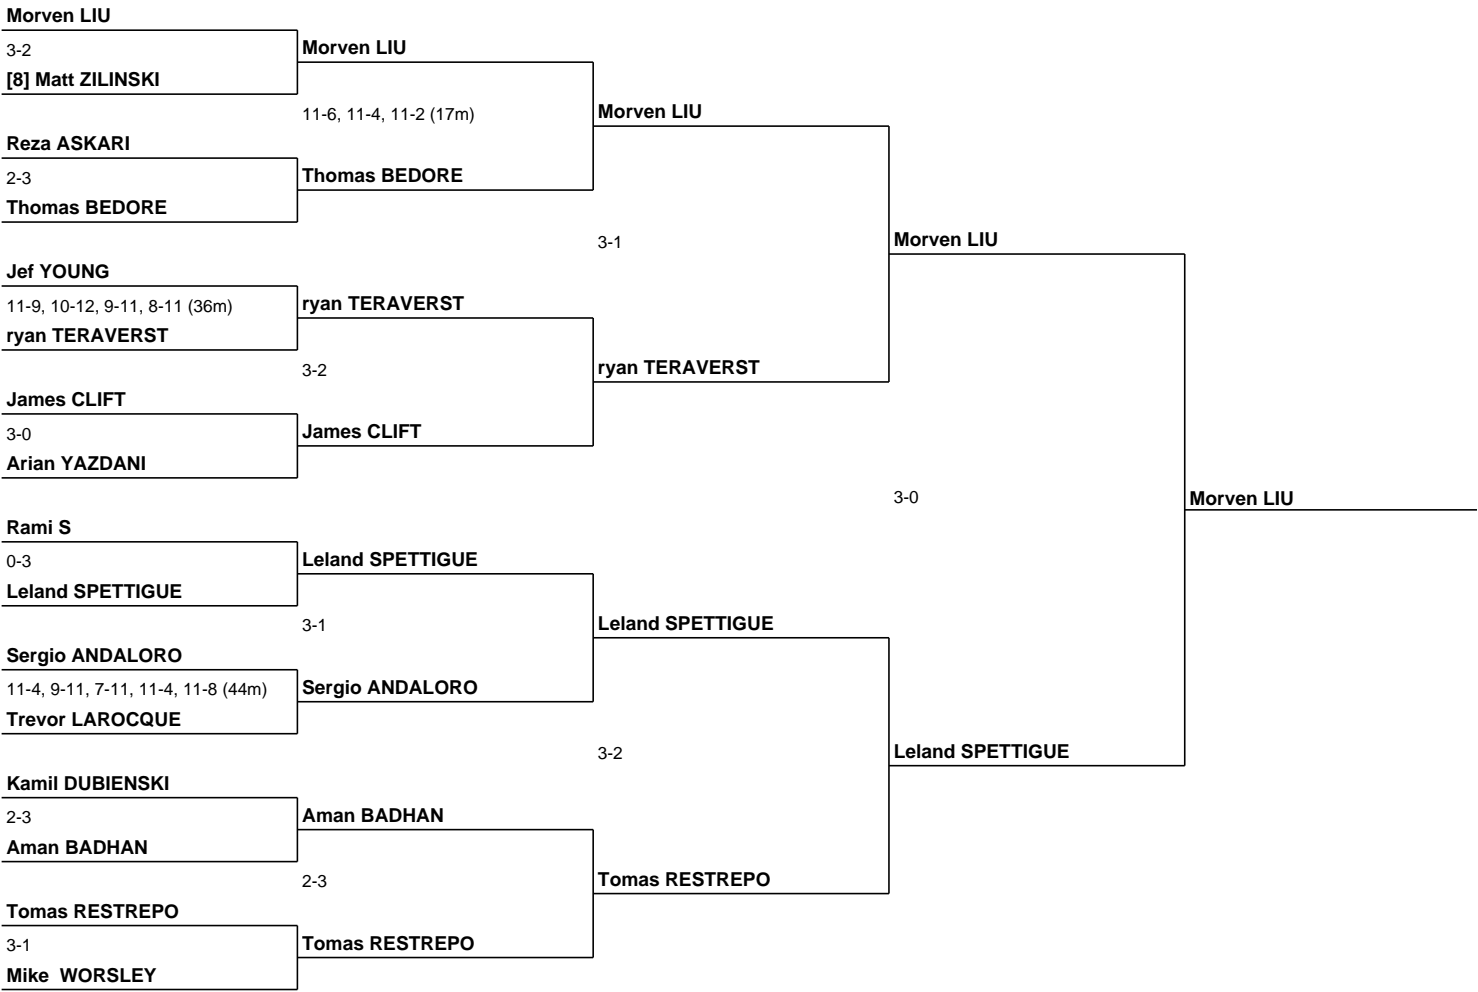 Morven LIU
3-2
[8] Matt ZILINSKI
Reza ASKARI
2-3
Thomas BEDORE
Jef YOUNG
11-9, 10-12, 9-11, 8-11 (36m)
ryan TERAVERST
James CLIFT
3-0
Arian YAZDANI
Rami S
0-3
Leland SPETTIGUE
Sergio ANDALORO
11-4, 9-11, 7-11, 11-4, 11-8 (44m)
Trevor LAROCQUE
Kamil DUBIENSKI
2-3
Aman BADHAN
Tomas RESTREPO
3-1
Mike  WORSLEY
Morven LIU
11-6, 11-4, 11-2 (17m)
Thomas BEDORE
ryan TERAVERST
3-2
James CLIFT
Leland SPETTIGUE
3-1
Sergio ANDALORO
Aman BADHAN
2-3
Tomas RESTREPO
Morven LIU
3-1
ryan TERAVERST
Leland SPETTIGUE
3-2
Tomas RESTREPO
Morven LIU
3-0
Leland SPETTIGUE
Morven LIU